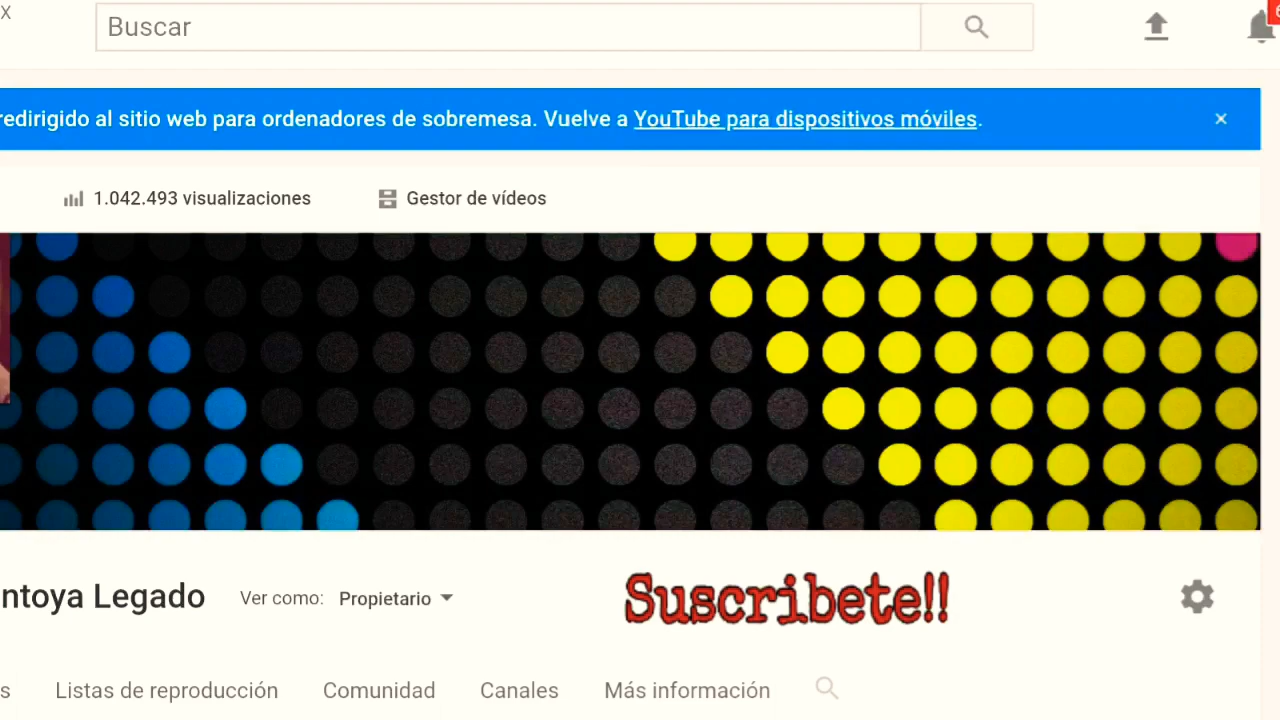 X
Buscar
redirigido al sitio web para ordenadores de sobremesa. Vuelve a YouTube para dispositivos móviles.
1.042.493 visualizaciones Gestor de vídeos
ntoya Legado Ver como: Propietario Suscribete!!
s Listas de reproducción Comunidad Canales Más información